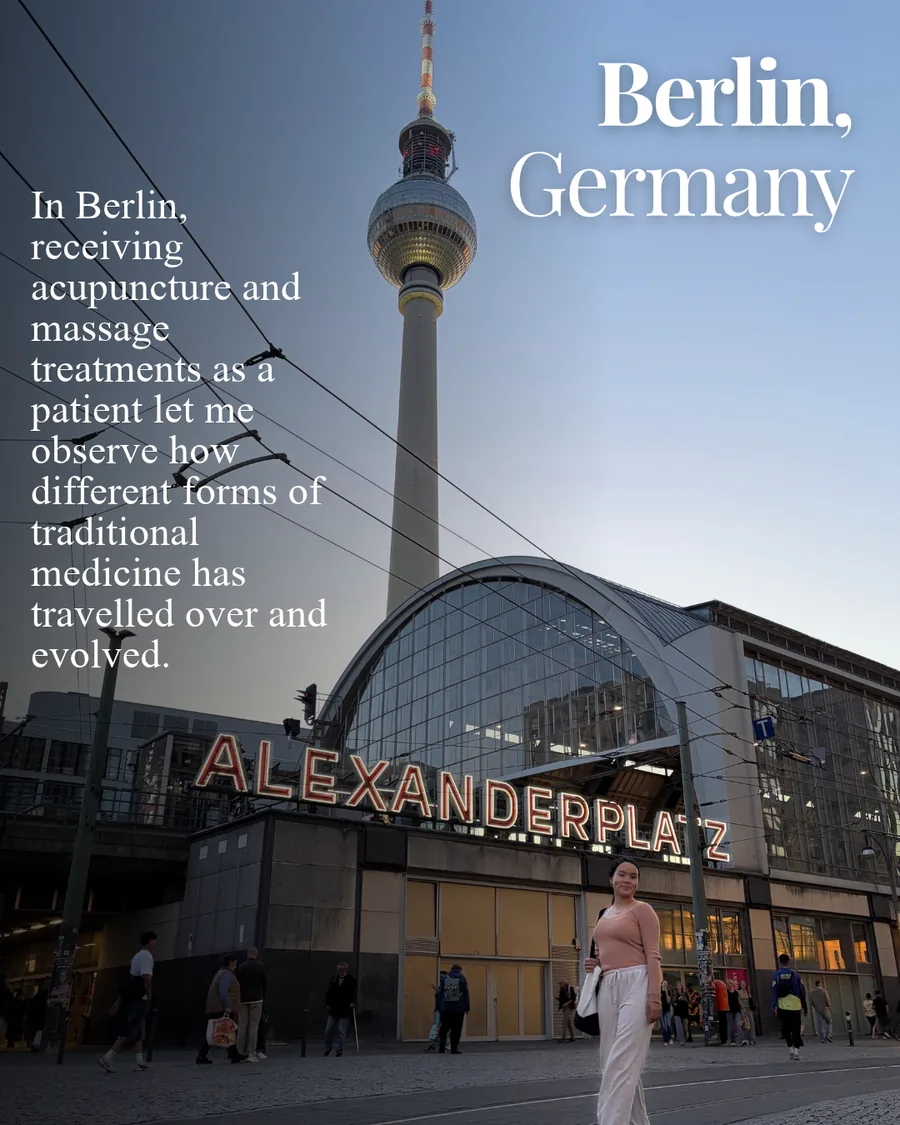 Berlin,
Germany
In Berlin,
receiving
acupuncture and
massage
treatments as a
patient let me
observe how
different forms of
traditional
medicine has
travelled over and
evolved.
ALEXANDERPLATZ
T